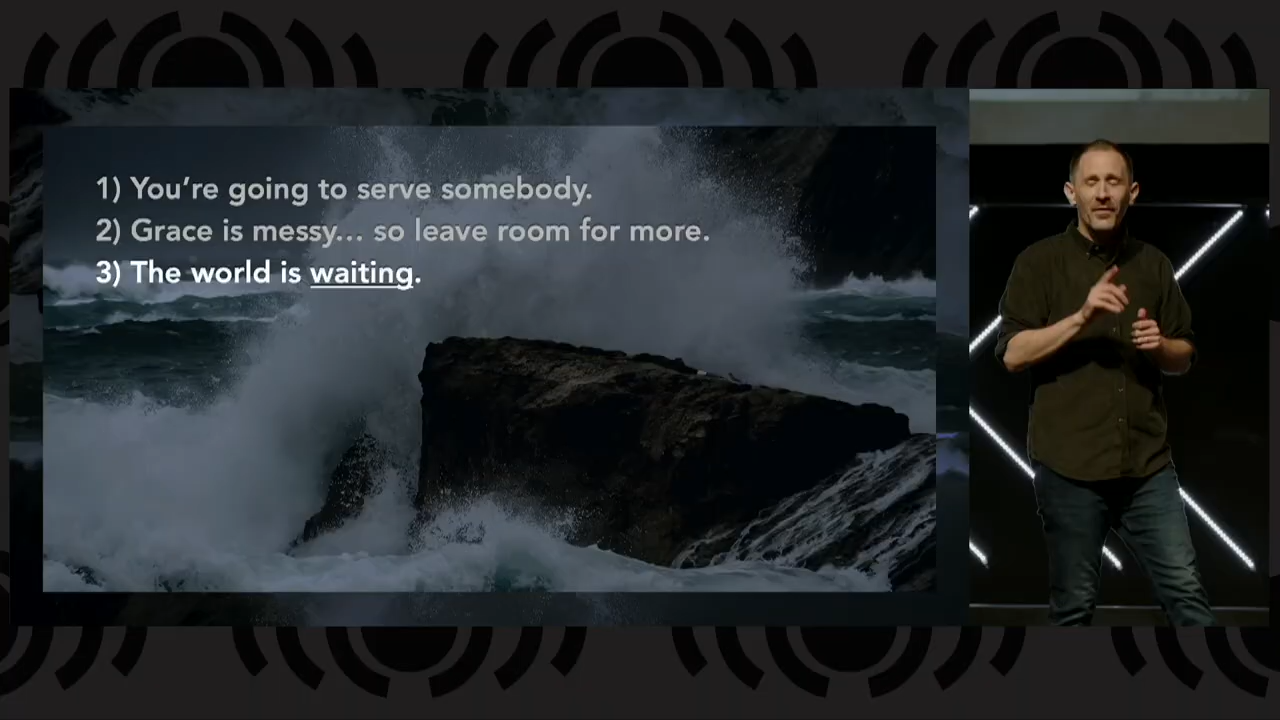 1) You’re going to serve somebody.
2) Grace is messy... so leave room for more.
3) The world is waiting.